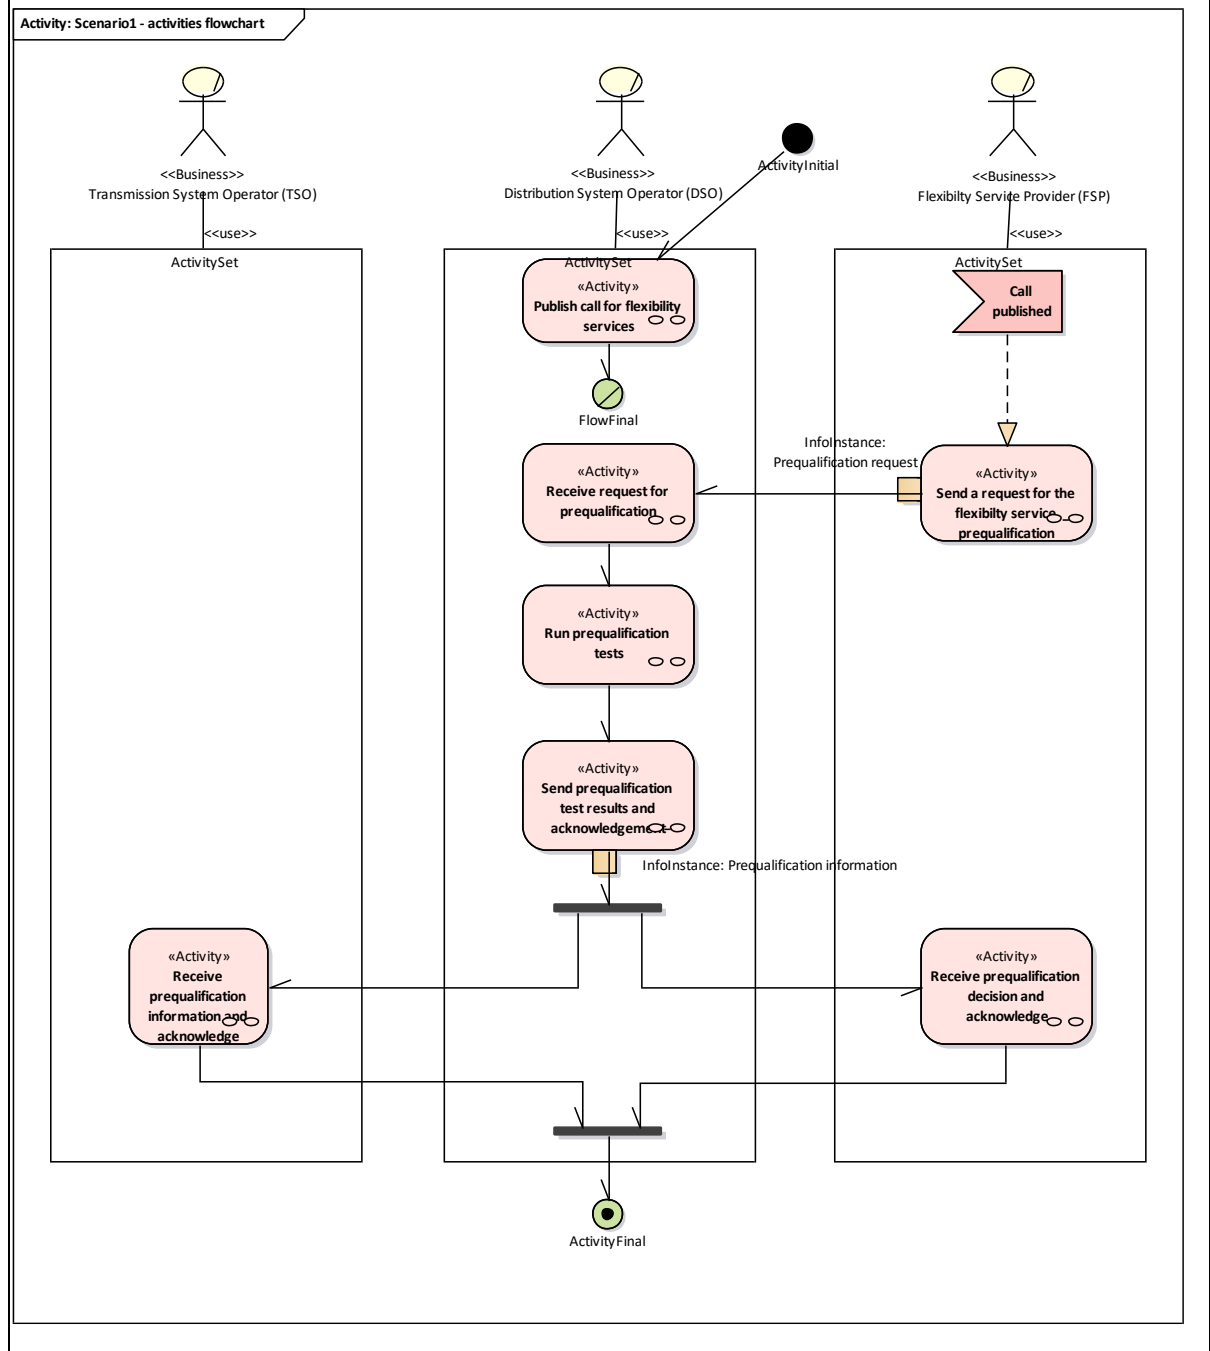 Activity: Scenario1 - activities flowchart
<<Business>>
Transmission System Operator (TSO)
<<use>>
ActivitySet
<<Business>>
Distribution System Operator (DSO)
<<use>>
ActivitySet
ActivityInitial
<<Business>>
Flexibilty Service Provider (FSP)
<<use>>
ActivitySet
«Activity»
Publish call for flexibility
services
Call
published
FlowFinal
InfoInstance:
Prequalification request
«Activity»
Receive request for
prequalification
«Activity»
Send a request for the
flexibilty service
prequalification
«Activity»
Run prequalification
tests
«Activity»
Send prequalification
test results and
acknowledgement
InfoInstance: Prequalification information
«Activity»
Receive
prequalification
information and
acknowledge
«Activity»
Receive prequalification
decision and
acknowledge
ActivityFinal